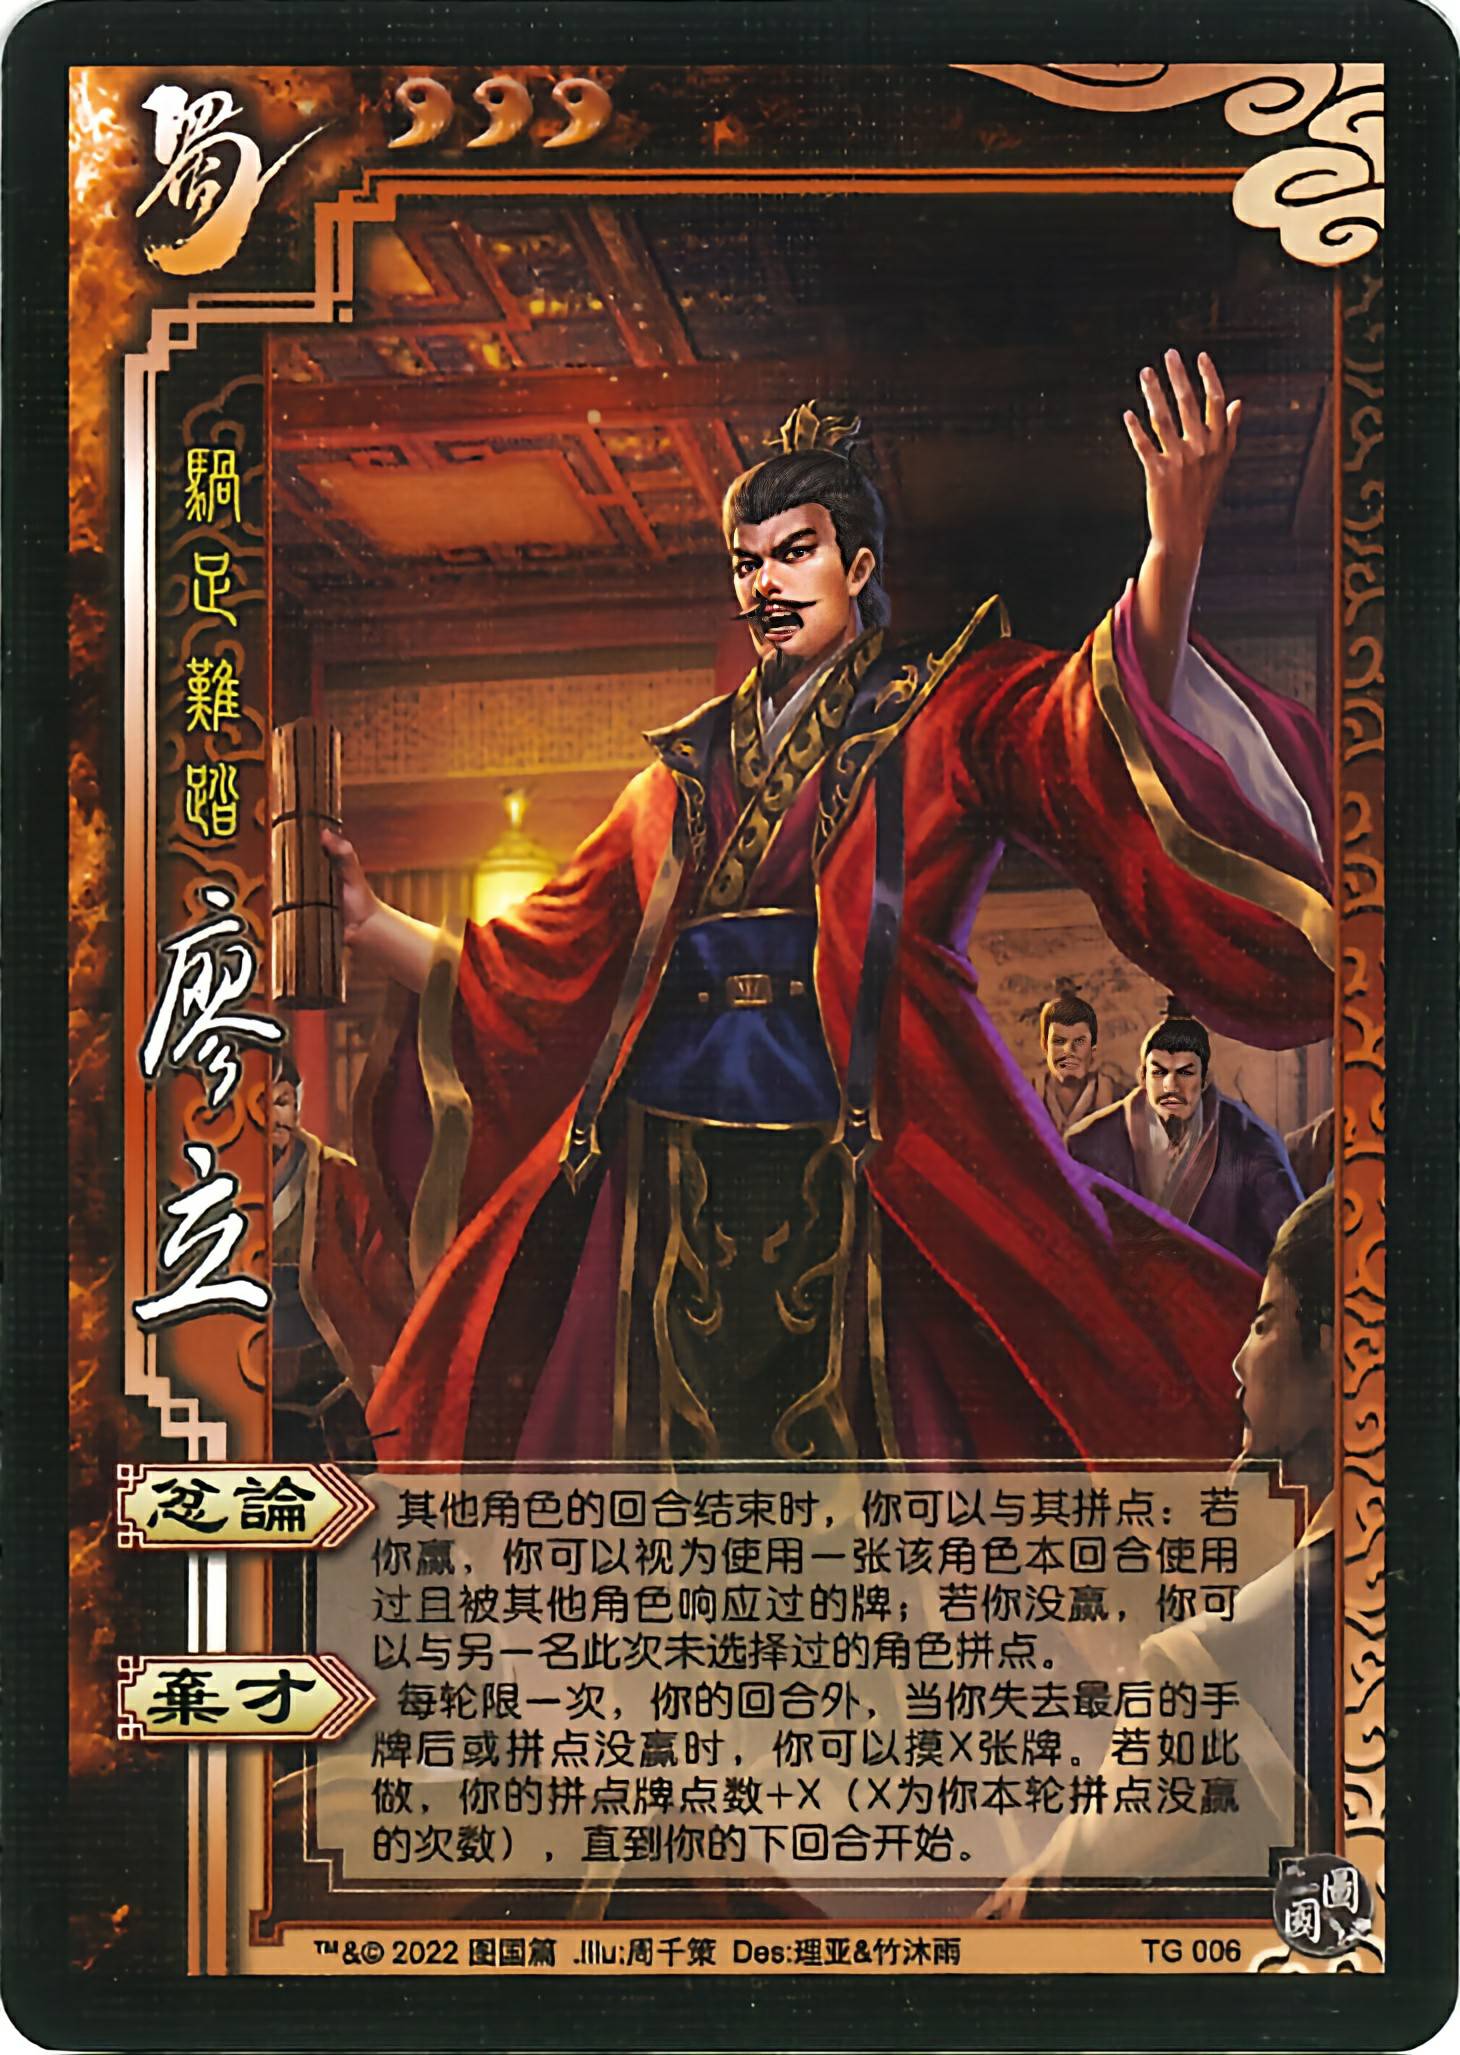 蜀
騧足難蹈
廖立
忿論
其他角色的回合结束时，你可以与其拼点：若
你赢，你可以视为使用一张该角色本回合使用
过且被其他角色响应过的牌；若你没赢，你可
以与另一名此次未选择过的角色拼点。
棄才
每轮限一次，你的回合外，当你失去最后的手
牌后或拼点没赢时，你可以摸X张牌。若如此
做，你的拼点牌点数+X（X为你本轮拼点没赢
的次数），直到你的下回合开始。
™&© 2022 图国篇 .Illu:周千策 Des:理亚&竹沐雨
TG 006
圖
國